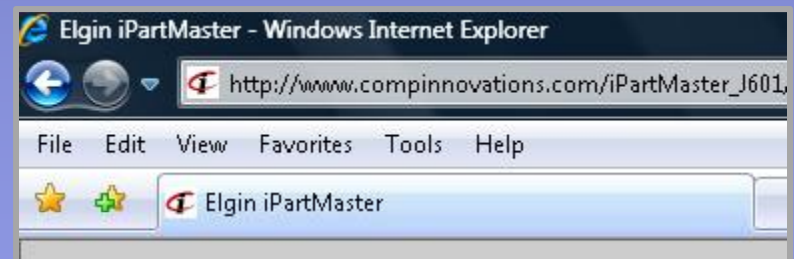 Elgin iPartMaster - Windows Internet Explorer
http://www.compinnovations.com/iPartMaster_J601/
File Edit View Favorites Tools Help
Elgin iPartMaster